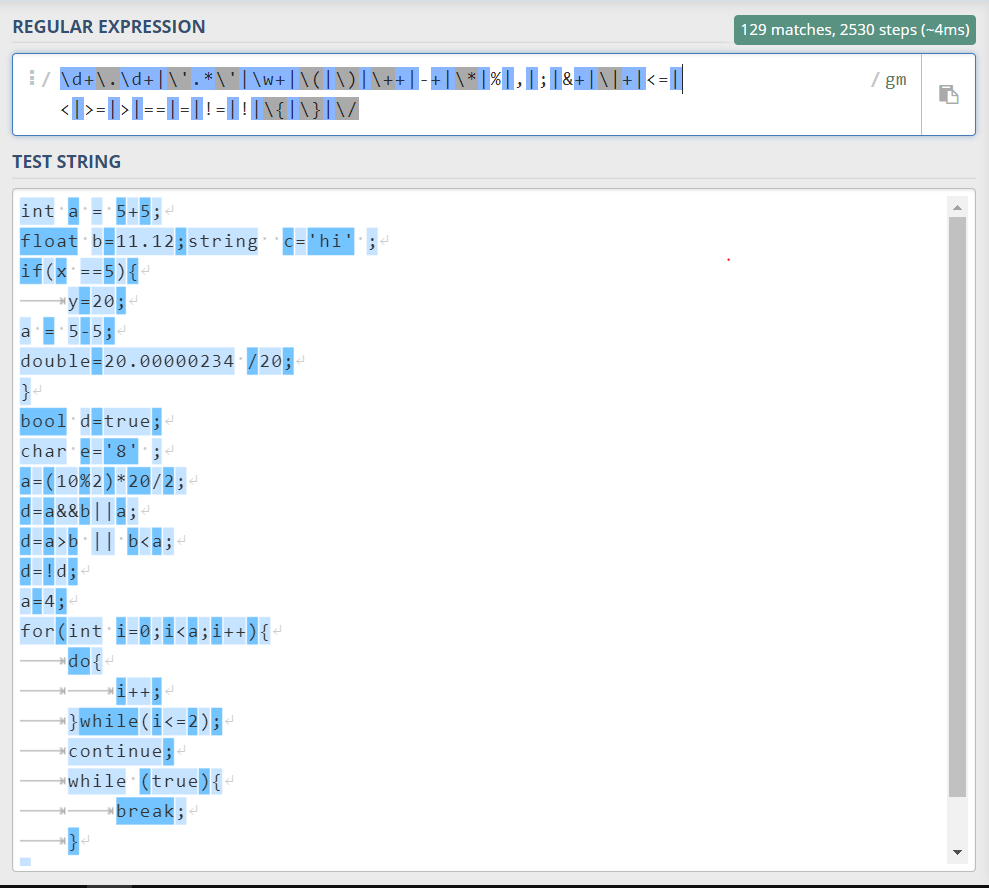 REGULAR EXPRESSION
129 matches, 2530 steps (~4ms)
/ \d+\.\d+|\'.*\'|\w+|\(|\)|\++|-+|\*|%|,|;|&+|\|+|<=|
<|>=|>|==|=|!=|!|\{|\}|\/
/ gm
TEST STRING
int a = 5+5;
float b=11.12;string  c='hi' ;
if(x ==5){
y=20;
a = 5-5;
double=20.00000234 /20;
}
bool d=true;
char e='8' ;
a=(10%2)*20/2;
d=a&&b||a;
d=a>b || b<a;
d=!d;
a=4;
for(int i=0;i<a;i++){
do{
i++;
}while(i<=2);
continue;
while (true){
break;
}